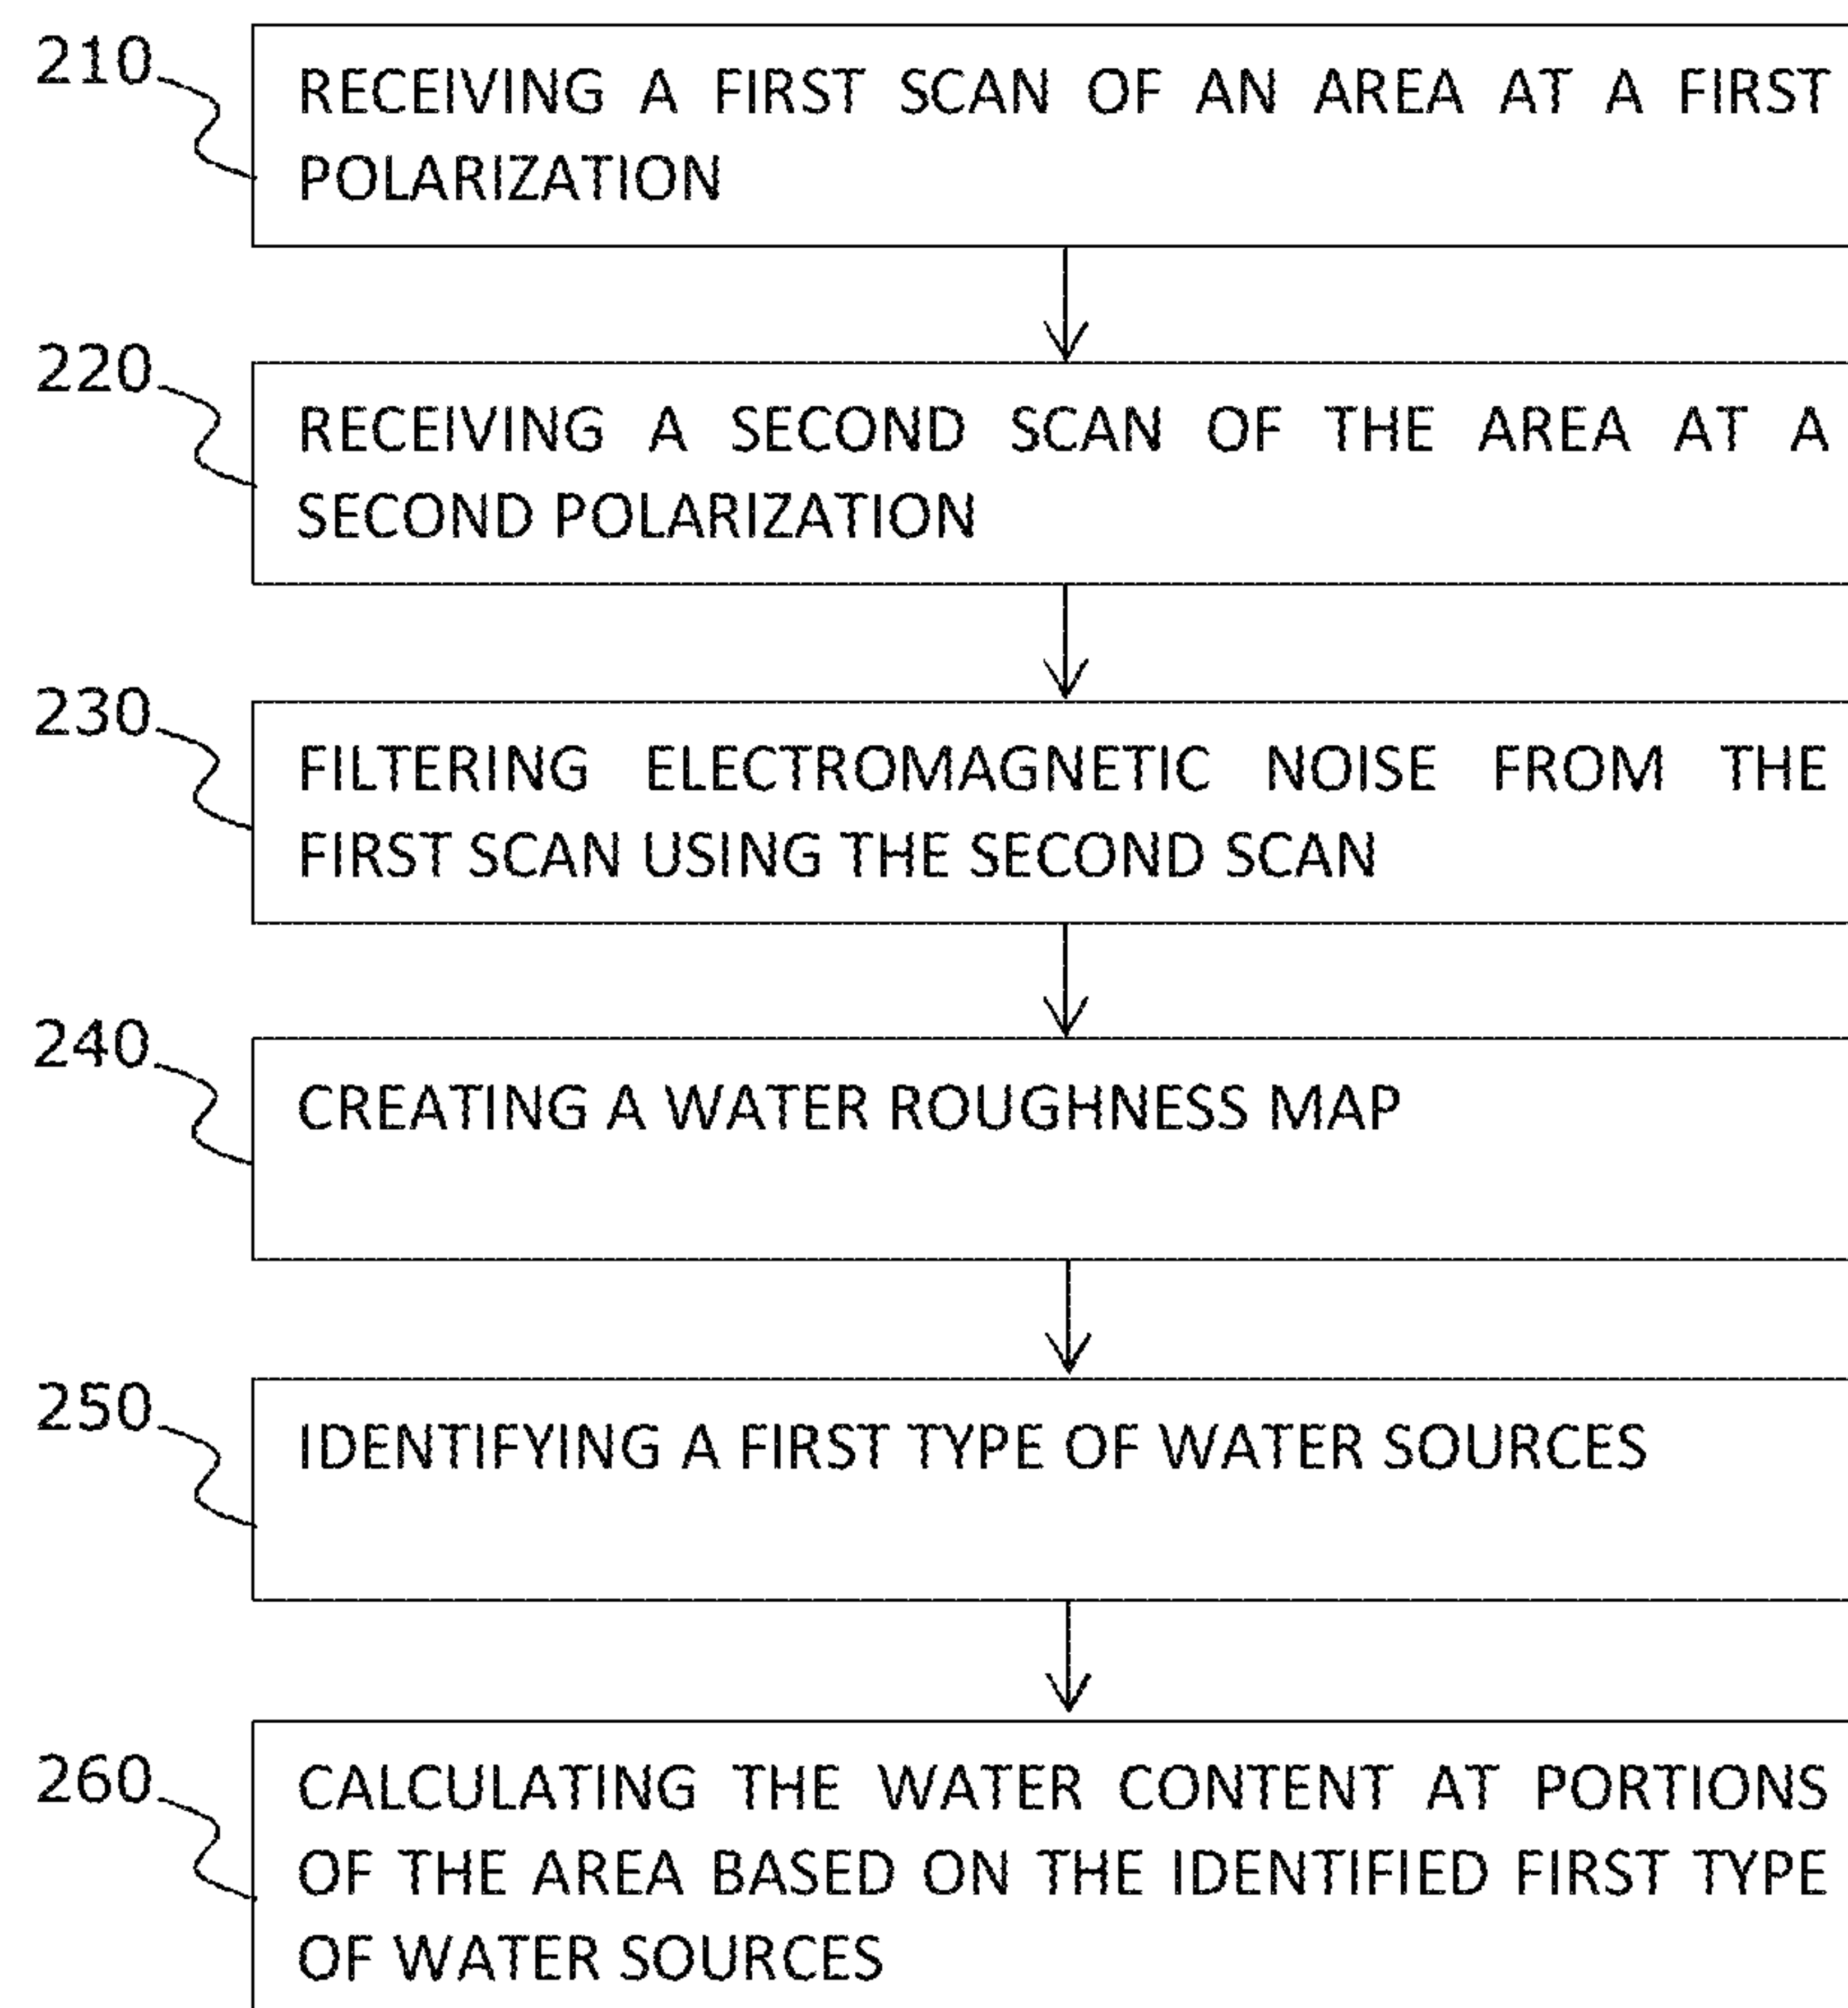 210
RECEIVING A FIRST SCAN OF AN AREA AT A FIRST
POLARIZATION
220
RECEIVING A SECOND SCAN OF THE AREA AT A
SECOND POLARIZATION
230
FILTERING ELECTROMAGNETIC NOISE FROM THE
FIRST SCAN USING THE SECOND SCAN
240
CREATING A WATER ROUGHNESS MAP
250
IDENTIFYING A FIRST TYPE OF WATER SOURCES
260
CALCULATING THE WATER CONTENT AT PORTIONS
OF THE AREA BASED ON THE IDENTIFIED FIRST TYPE
OF WATER SOURCES